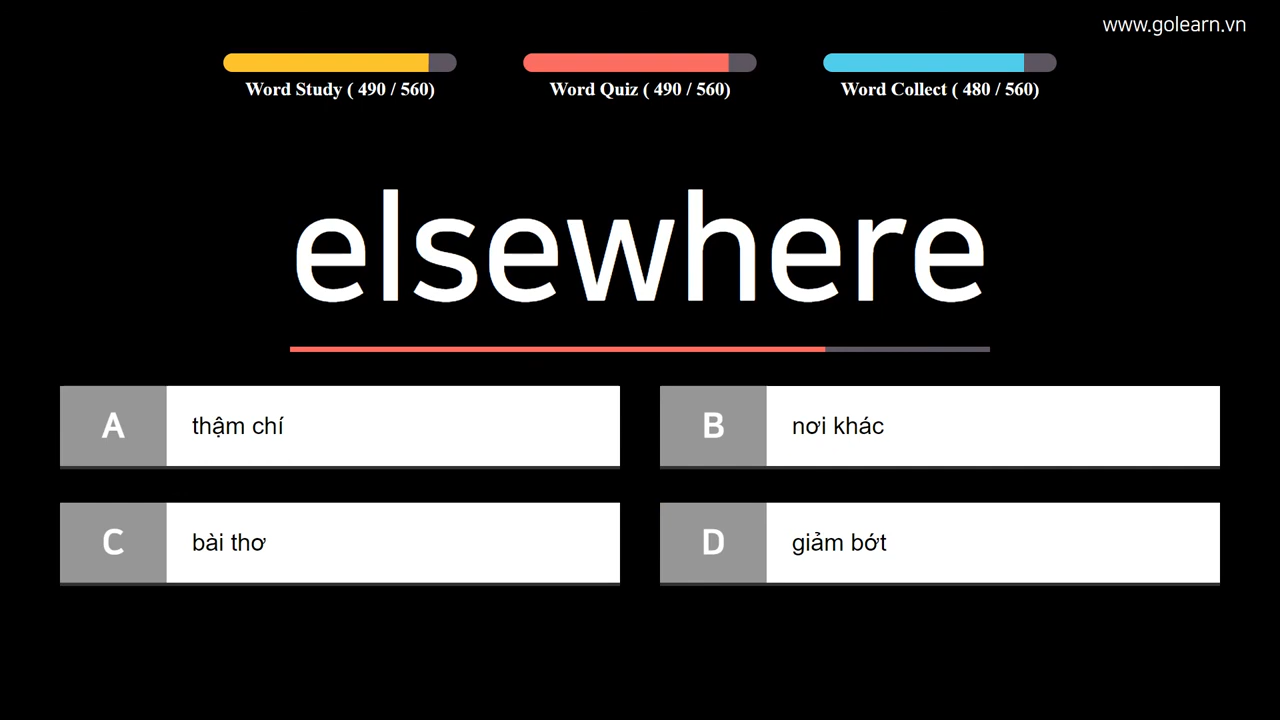 www.golearn.vn
Word Study ( 490 / 560)
Word Quiz ( 490 / 560)
Word Collect ( 480 / 560)
elsewhere
A thậm chí
B nơi khác
C bài thơ
D giảm bớt